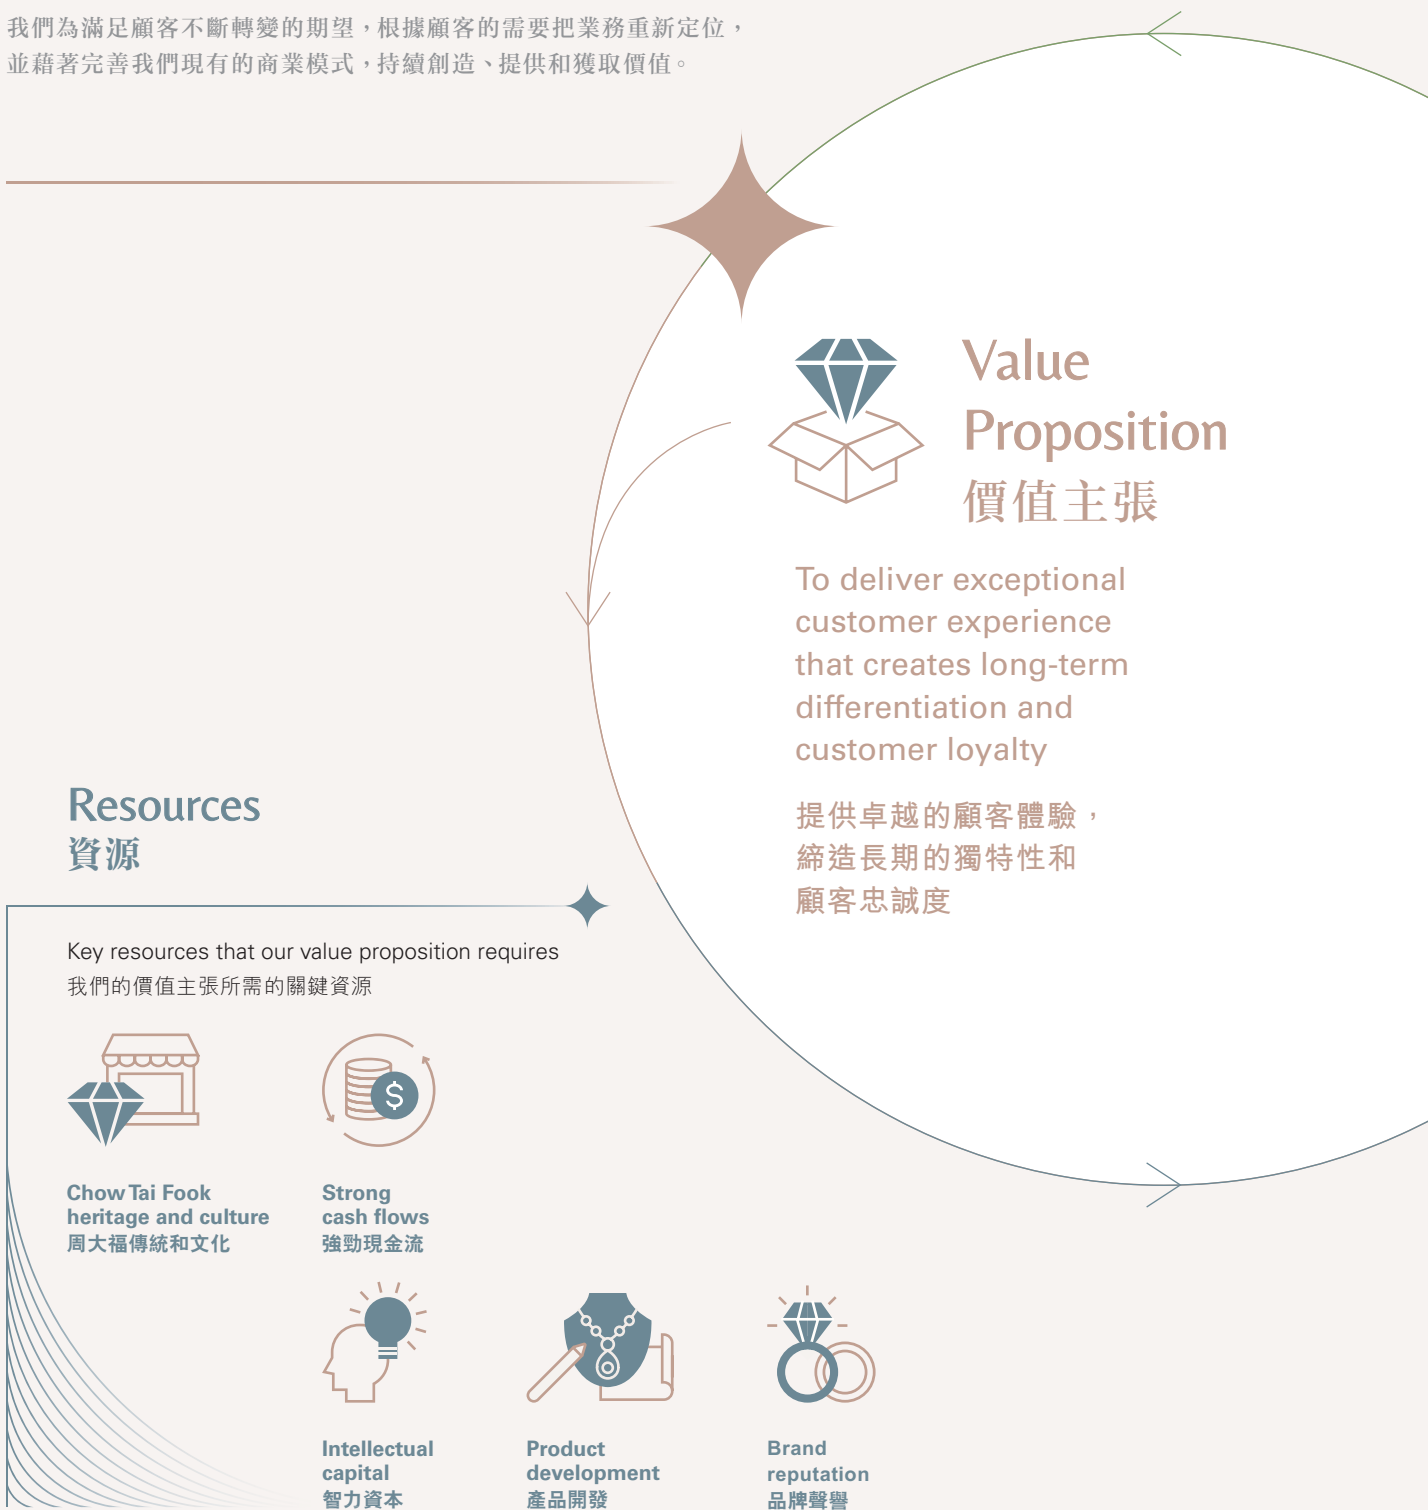 我們為滿足顧客不斷轉變的期望，根據顧客的需要把業務重新定位，
並藉著完善我們現有的商業模式，持續創造、提供和獲取價值。
Value
Proposition
價值主張
To deliver exceptional
customer experience
that creates long-term
differentiation and
customer loyalty
提供卓越的顧客體驗，
締造長期的獨特性和
顧客忠誠度
Resources
資源
Key resources that our value proposition requires
我們的價值主張所需的關鍵資源
$
Chow Tai Fook
heritage and culture
周大福傳統和文化
Strong
cash flows
強勁現金流
Intellectual
capital
智力資本
Product
development
產品開發
Brand
reputation
品牌聲譽